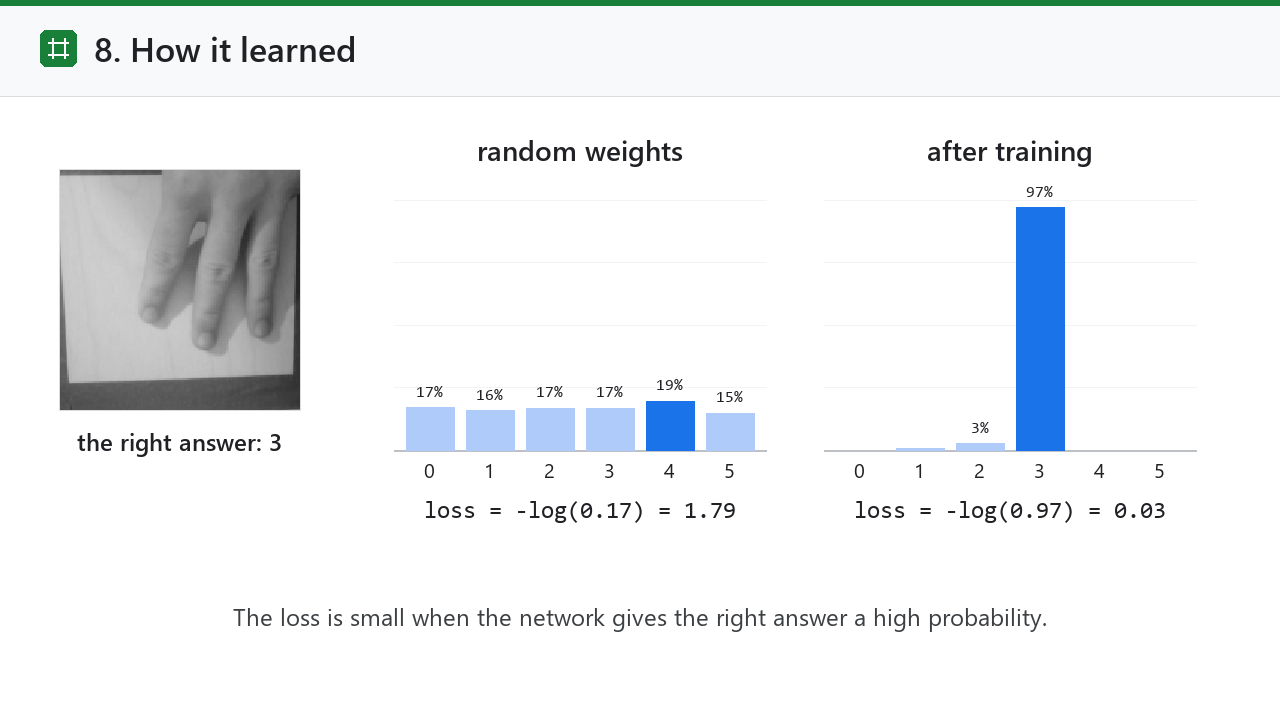 8. How it learned
random weights
after training
97%
17%
16%
17%
17%
19%
15%
3%
0 1 2 3 4 5
0 1 2 3 4 5
the right answer: 3
loss = -log(0.17) = 1.79
loss = -log(0.97) = 0.03
The loss is small when the network gives the right answer a high probability.